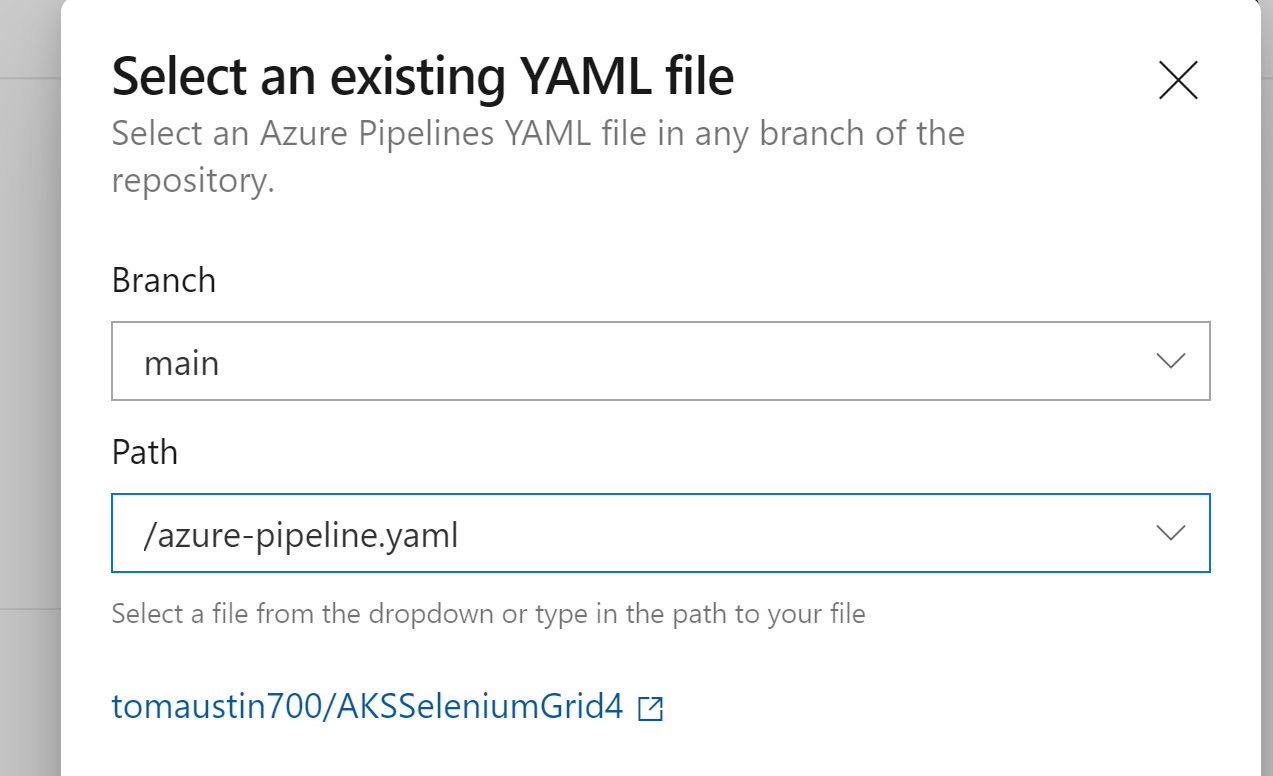 Select an existing YAML file
Select an Azure Pipelines YAML file in any branch of the
repository.
Branch
main
Path
/azure-pipeline.yaml
Select a file from the dropdown or type in the path to your file
tomaustin700/AKSSeleniumGrid4